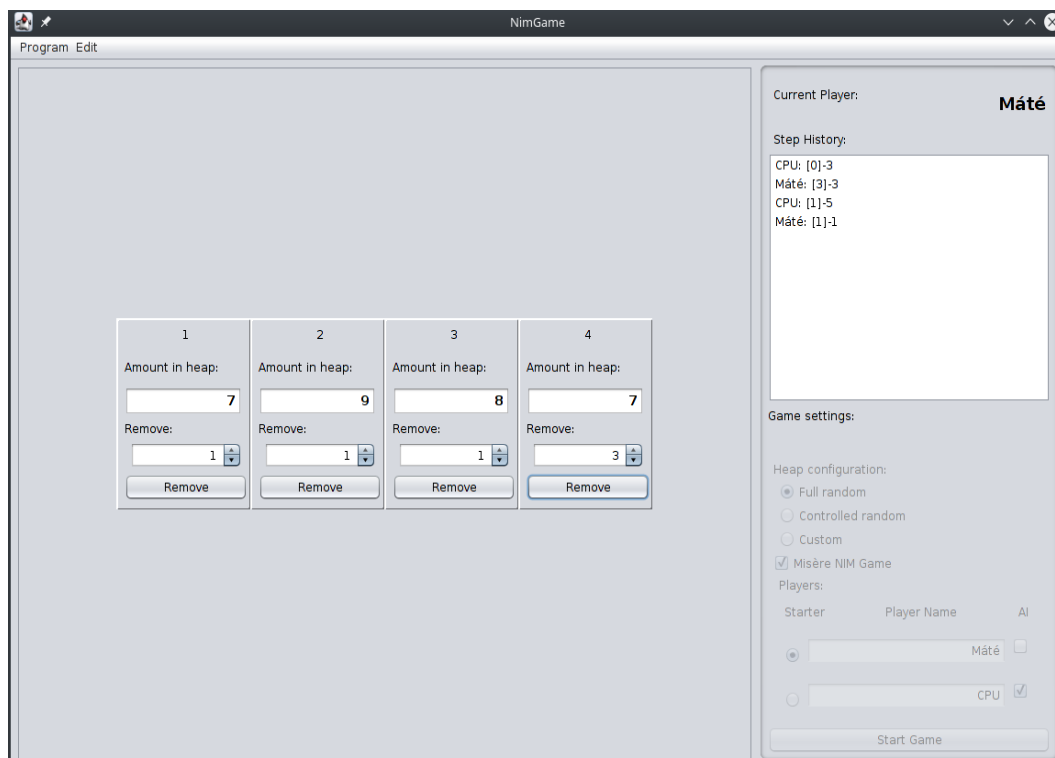 NimGame
Program Edit
1 2 3 4
Amount in heap: Amount in heap: Amount in heap: Amount in heap:
7 9 8 7
Remove: Remove: Remove: Remove:
1 1 1 3
Remove Remove Remove Remove
Current Player:
Máté
Step History:
CPU: [0]-3
Máté: [3]-3
CPU: [1]-5
Máté: [1]-1
Game settings:
Heap configuration:
Full random
Controlled random
Custom
Misère NIM Game
Players:
Starter Player Name AI
Máté
CPU
Start Game